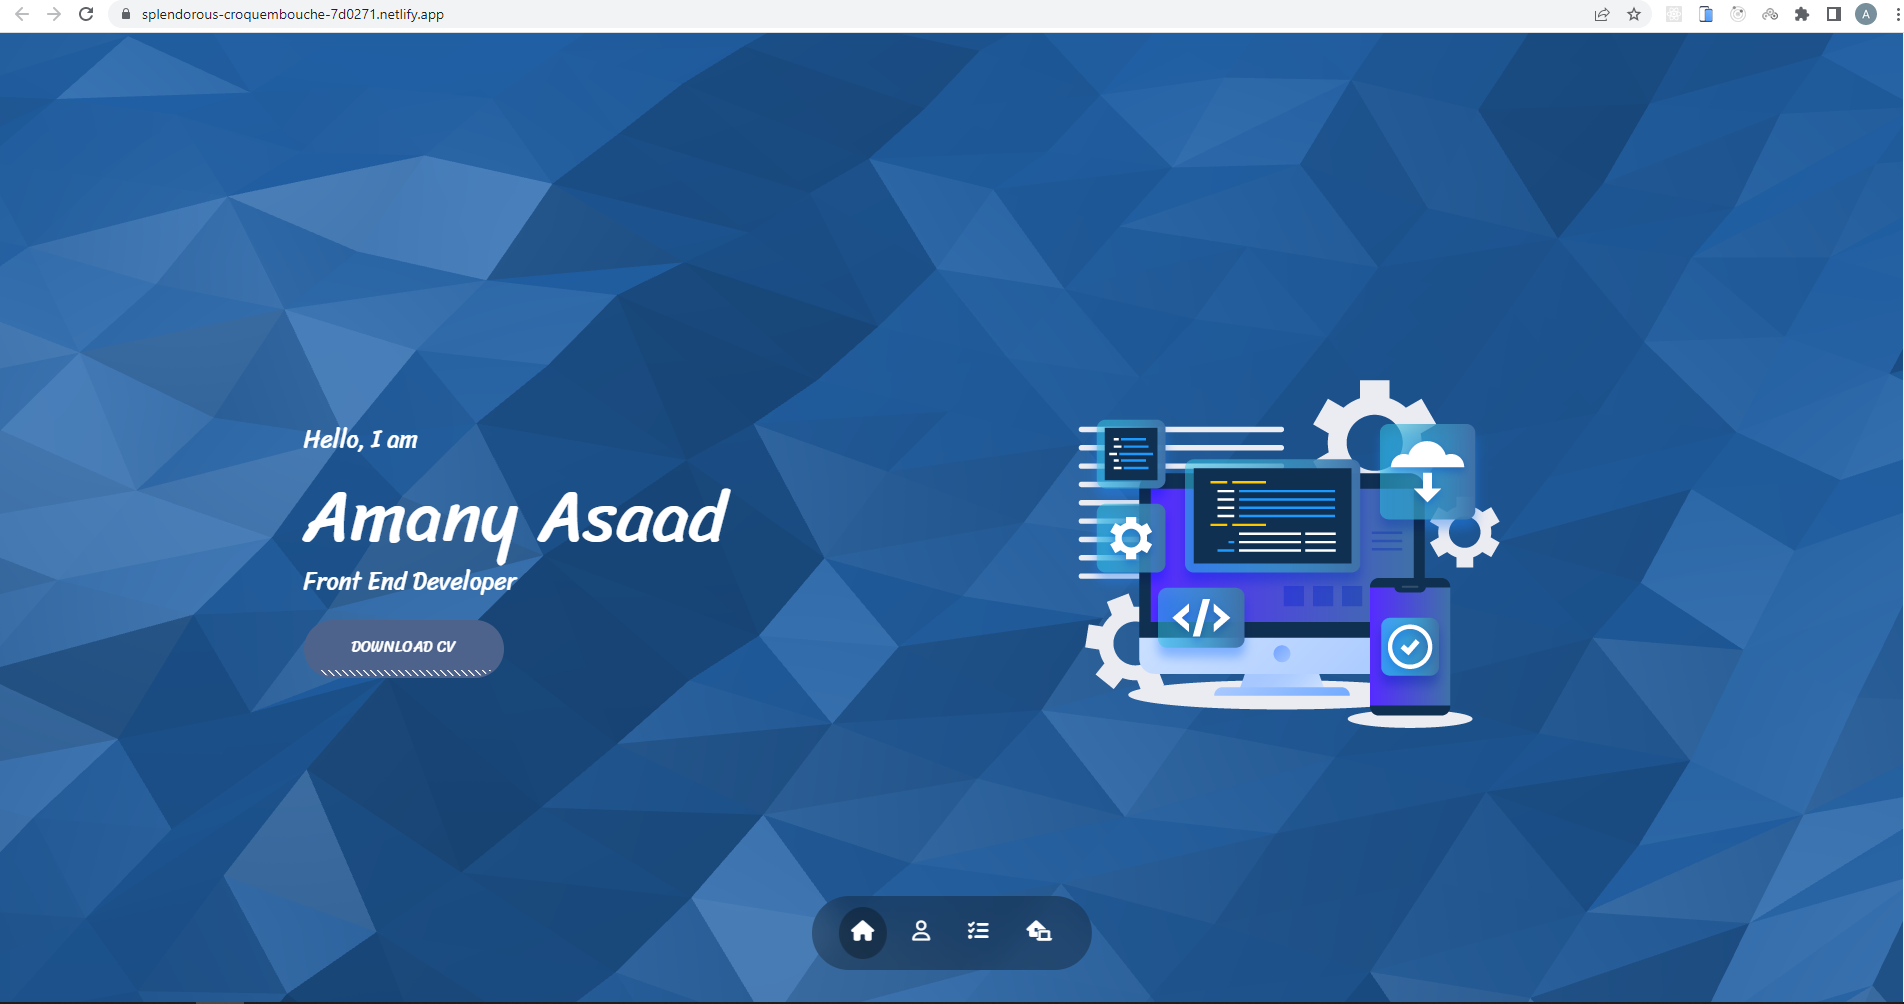 splendorous-croquembouche-7d0271.netlify.app
A
Hello, I am
Amany Asaad
Front End Developer
DOWNLOAD CV
</>